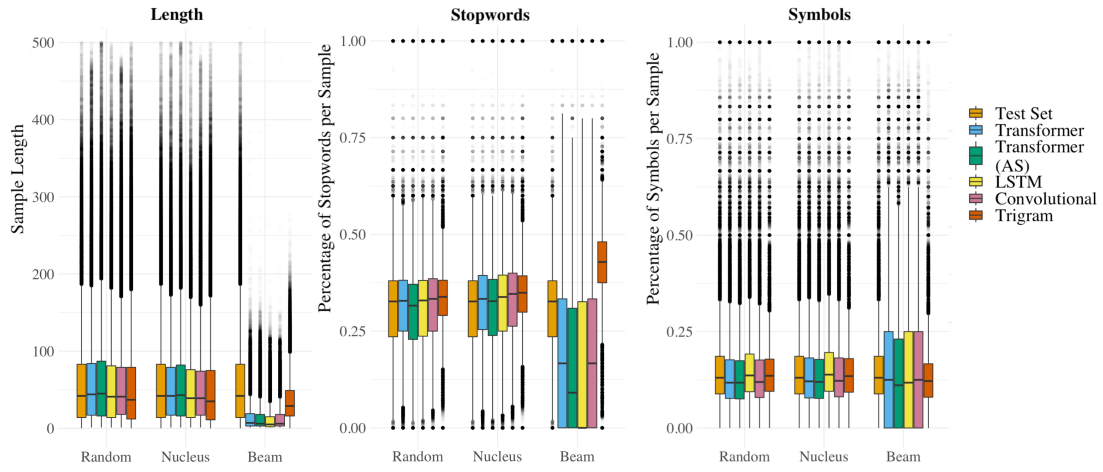 Length
Stopwords
Symbols
Sample Length
500
400
300
200
100
0
Random
Nucleus
Beam
Percentage of Stopwords per Sample
1.00
0.75
0.50
0.25
0.00
Random
Nucleus
Beam
Percentage of Symbols per Sample
1.00
0.75
0.50
0.25
0.00
Random
Nucleus
Beam
Test Set
Transformer
Transformer
(AS)
LSTM
Convolutional
Trigram